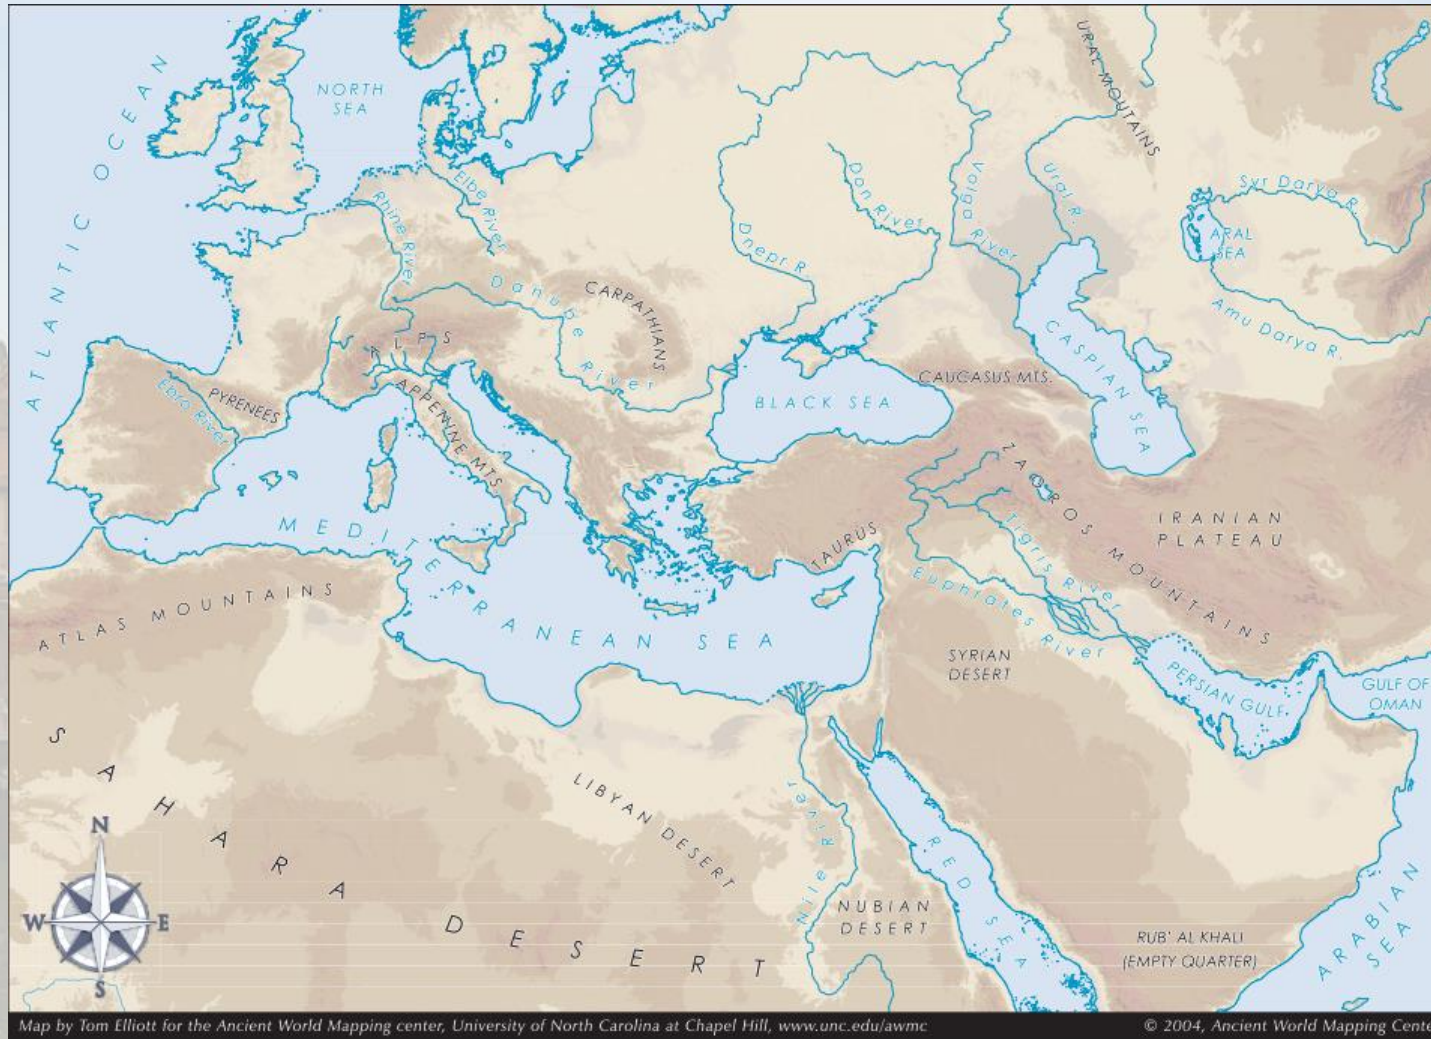 ATLANTIC OCEAN
NORTH
SEA
URAL MOUTAINS
Elbe River
Rhine River
Don River
Dnepr R.
Volga River
Ural R.
Syr Darya R.
ARAL
SEA
Amu Darya R.
Danube River
CARPATHIANS
ALPS
APPENNINE MTS.
PYRENEES
Ebro River
BLACK SEA
CAUCASUS MTS.
CASPIAN SEA
ZAGROS MOUNTAINS
IRANIAN
PLATEAU
MEDITERRANEAN SEA
TAURUS
Tigris River
Euphrates River
ATLAS MOUNTAINS
SYRIAN
DESERT
PERSIAN GULF
GULF OF
OMAN
SAHARA DESERT
LIBYAN DESERT
Nile River
RED SEA
NUBIAN
DESERT
RUB' AL KHALI
(EMPTY QUARTER)
ARABIAN
SEA
N
W
E
S
Map by Tom Elliott for the Ancient World Mapping center, University of North Carolina at Chapel Hill, www.unc.edu/awmc
© 2004, Ancient World Mapping Cente